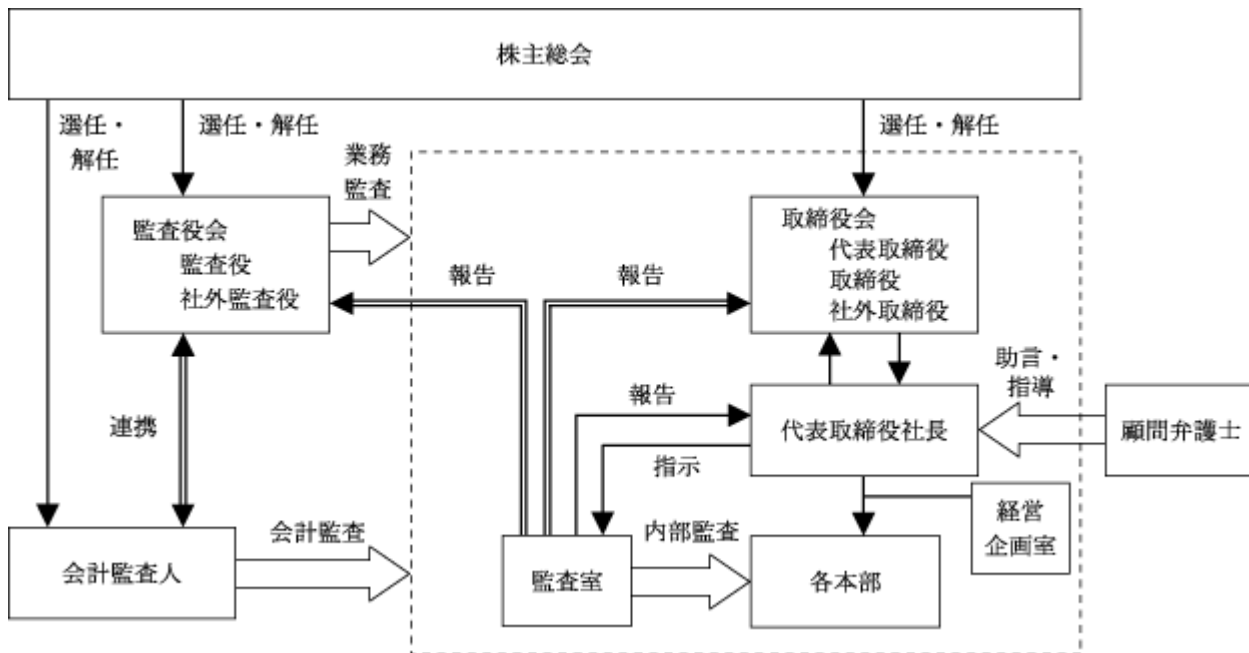 株主総会
選任・
解任
選任・解任
選任・解任
業務
監査
監査役会
監査役
社外監査役
取締役会
代表取締役
取締役
社外取締役
報告
報告
助言・
指導
連携
報告
代表取締役社長
顧問弁護士
指示
経営
企画室
会計監査人
会計監査
監査室
内部監査
各本部